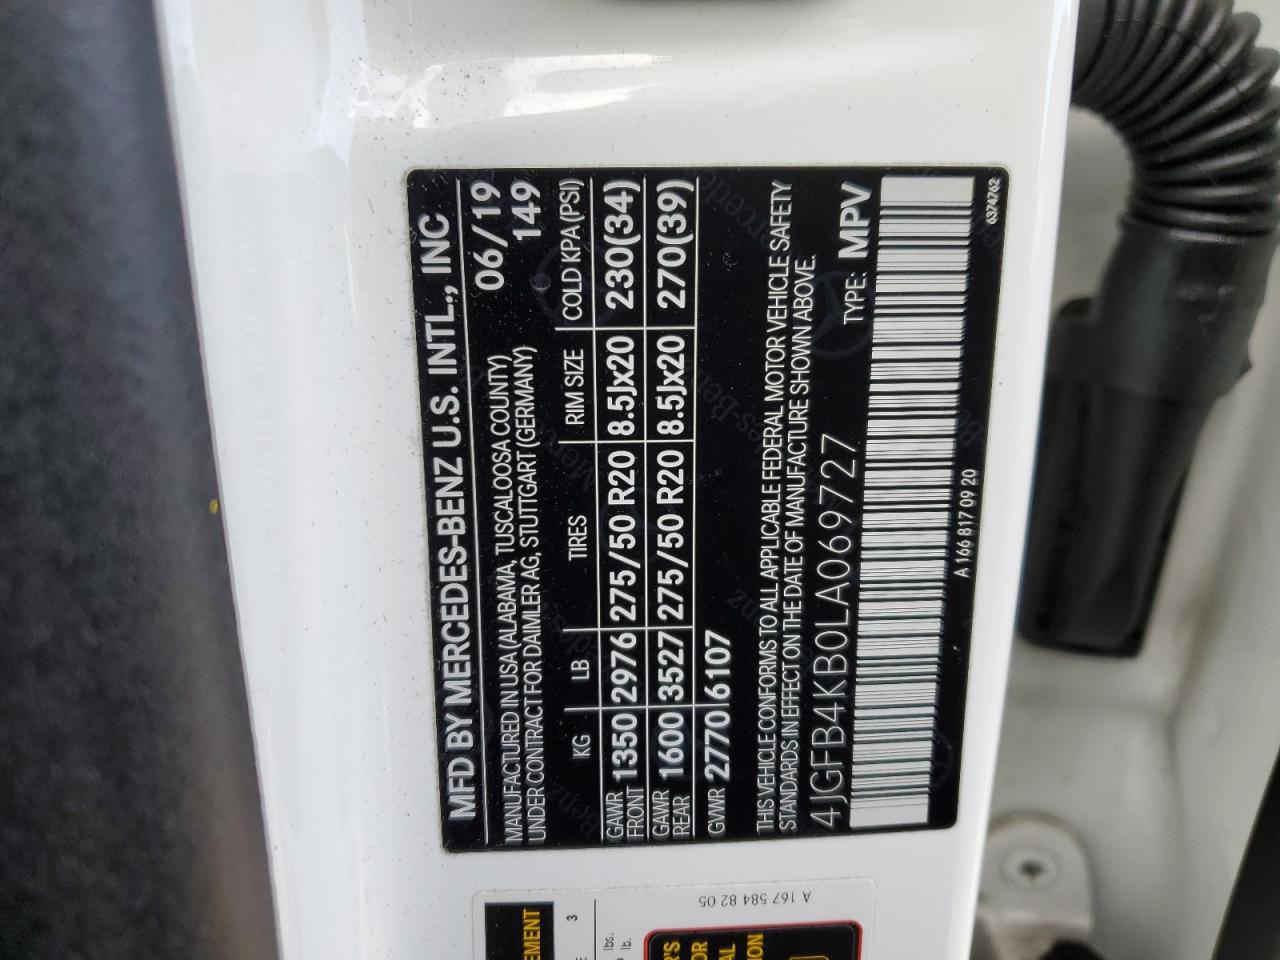 MFD BY MERCEDES-BENZ U.S. INTL., INC
MANUFACTURED IN USA (ALABAMA, TUSCALOOSA COUNTY) 06/19
UNDER CONTRACT FOR DAIMLER AG, STUTTGART (GERMANY) 149
KG LB TIRES RIM SIZE COLD KPA (PSI)
GAWR FRONT 1350 2976 275/50 R20 8.5Jx20 230(34)
GAWR REAR 1600 3527 275/50 R20 8.5Jx20 270(39)
GVWR 2770 6107
THIS VEHICLE CONFORMS TO ALL APPLICABLE FEDERAL MOTOR VEHICLE SAFETY
STANDARDS IN EFFECT ON THE DATE OF MANUFACTURE SHOWN ABOVE.
4JGFB4KB0LA069727 TYPE: MPV
A 166 817 09 20 6374762
A 167 584 82 05
3
lbs.
lb.